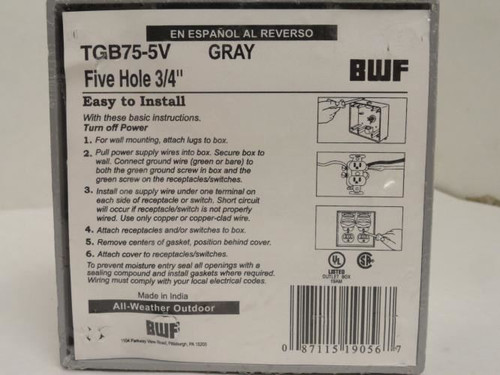 EN ESPAÑOL AL REVERSO
TGB75-5V GRAY
Five Hole 3/4"
BWF
Easy to Install
With these basic instructions.
Turn off Power
1. For wall mounting, attach lugs to box.
2. Pull power supply wires into box. Secure box to
wall. Connect ground wire (green or bare) to
both the green ground screw in box and the
green screw on the receptacles/switches.
3. Install one supply wire under one terminal on
each side of receptacle or switch. Short circuit
will occur if receptacle/switch is not properly
wired. Use only copper or copper-clad wire.
4. Attach receptacles and/or switches to box.
5. Remove centers of gasket, position behind cover.
6. Attach cover to receptacles/switches.
To prevent moisture entry seal all openings with a
sealing compound and install gaskets where required.
Wiring must comply with your local electrical codes.
UL
LISTED
OUTLET BOX
SA
Made in India
All-Weather Outdoor
BWF
Parkway View Road, Pittsburgh, PA 15205
0 87115 19056 7